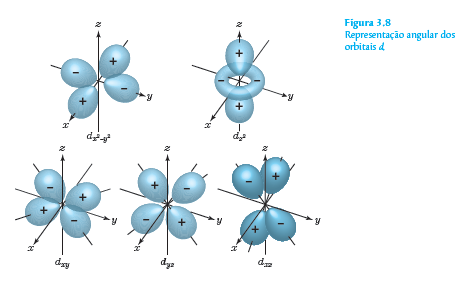 Figura 3.8
Representação angular dos
orbitais d.
z
+
−
+
−
x
y
dx²-y²
z
+
−
−
+
x
y
dz²
z
−
+
+
−
x
y
dxy
z
+
−
−
+
x
y
dyz
z
−
+
+
−
x
y
dxz